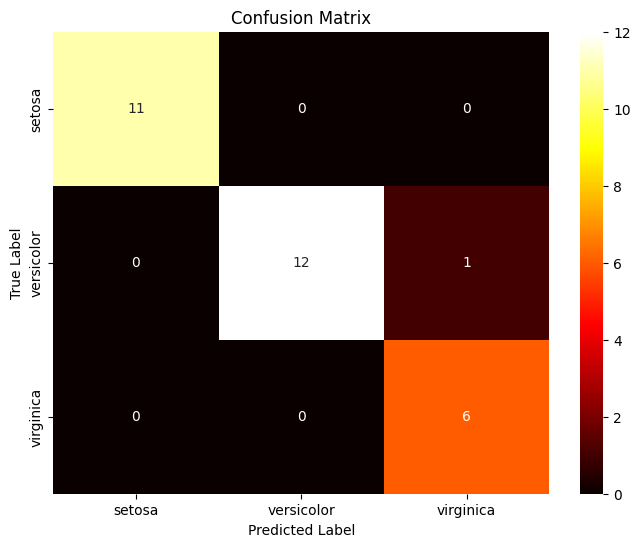 Confusion Matrix
setosa
11 0 0
versicolor
0 12 1
virginica
0 0 6
True Label
setosa versicolor virginica
Predicted Label
12
10
8
6
4
2
0